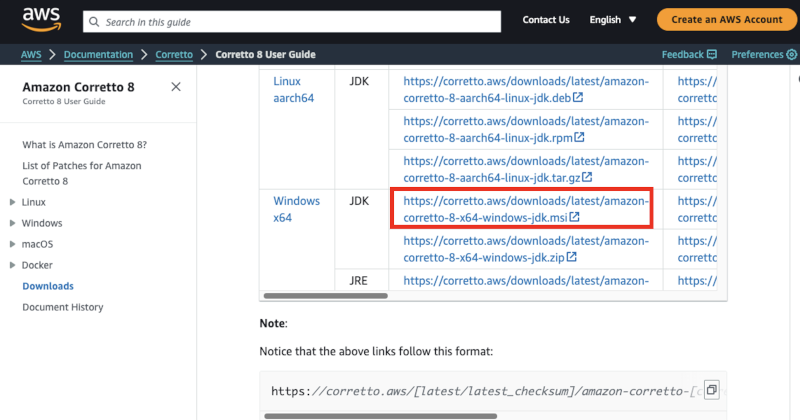 aws
Search in this guide
Contact Us
English
Create an AWS Account
AWS
Documentation
Corretto
Corretto 8 User Guide
Feedback
Preferences
Amazon Corretto 8
Corretto 8 User Guide
What is Amazon Corretto 8?
List of Patches for Amazon
Corretto 8
Linux
Windows
macOS
Docker
Downloads
Document History
Linux
aarch64
JDK
https://corretto.aws/downloads/latest/amazon-
corretto-8-aarch64-linux-jdk.deb
https://
corretto
https://corretto.aws/downloads/latest/amazon-
corretto-8-aarch64-linux-jdk.rpm
https://
corretto
https://corretto.aws/downloads/latest/amazon-
corretto-8-aarch64-linux-jdk.tar.gz
https://
corretto
Windows
x64
JDK
https://corretto.aws/downloads/latest/amazon-
corretto-8-x64-windows-jdk.msi
https://
corretto
https://corretto.aws/downloads/latest/amazon-
corretto-8-x64-windows-jdk.zip
https://
corretto
JRE
https://corretto.aws/downloads/latest/amazon-
https://
Note:
Notice that the above links follow this format:
https://corretto.aws/[latest/latest_checksum]/amazon-corretto-[